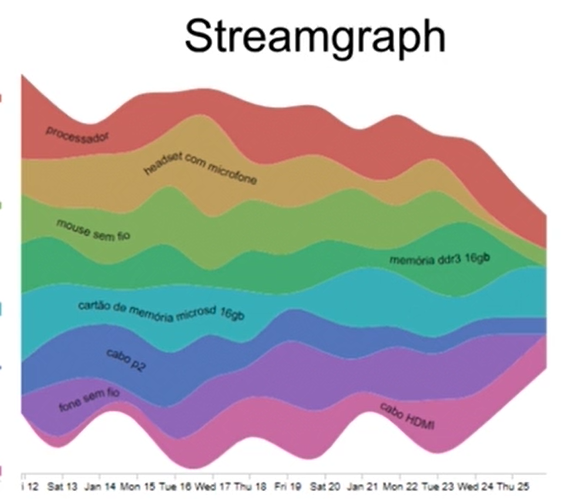 Streamgraph
processador
headset com microfone
mouse sem fio
memória ddr3 16gb
cartão de memória microsd 16gb
cabo p2
fone sem fio
cabo HDMI
12 Sat 13 Jan 14 Mon 15 Tue 16 Wed 17 Thu 18 Fri 19 Sat 20 Jan 21 Mon 22 Tue 23 Wed 24 Thu 25